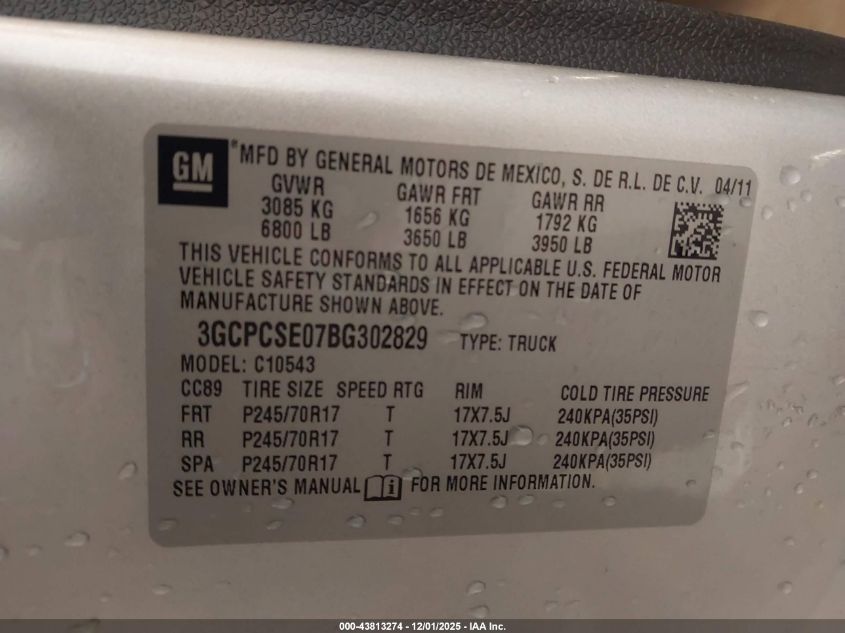 GM
*MFD BY GENERAL MOTORS DE MEXICO, S. DE R.L. DE C.V. 04/11
GVWR GAWR FRT GAWR RR
3085 KG 1656 KG 1792 KG
6800 LB 3650 LB 3950 LB
THIS VEHICLE CONFORMS TO ALL APPLICABLE U.S. FEDERAL MOTOR
VEHICLE SAFETY STANDARDS IN EFFECT ON THE DATE OF
MANUFACTURE SHOWN ABOVE.
3GCPCSE07BG302829 TYPE: TRUCK
MODEL: C10543
CC89 TIRE SIZE SPEED RTG RIM COLD TIRE PRESSURE
FRT P245/70R17 T 17X7.5J 240KPA(35PSI)
RR P245/70R17 T 17X7.5J 240KPA(35PSI)
SPA P245/70R17 T 17X7.5J 240KPA(35PSI)
SEE OWNER'S MANUAL i FOR MORE INFORMATION.
000-43813274 - 12/01/2025 - IAA Inc.